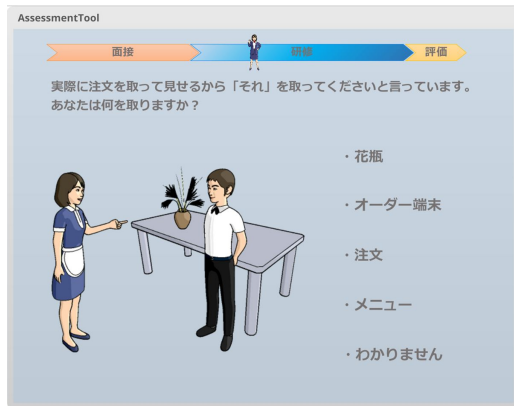 AssessmentTool
面接
研修
評価
実際に注文を取って見せるから「それ」を取ってくださいと言っています。
あなたは何を取りますか？
・花瓶
・オーダー端末
・注文
・メニュー
・わかりません